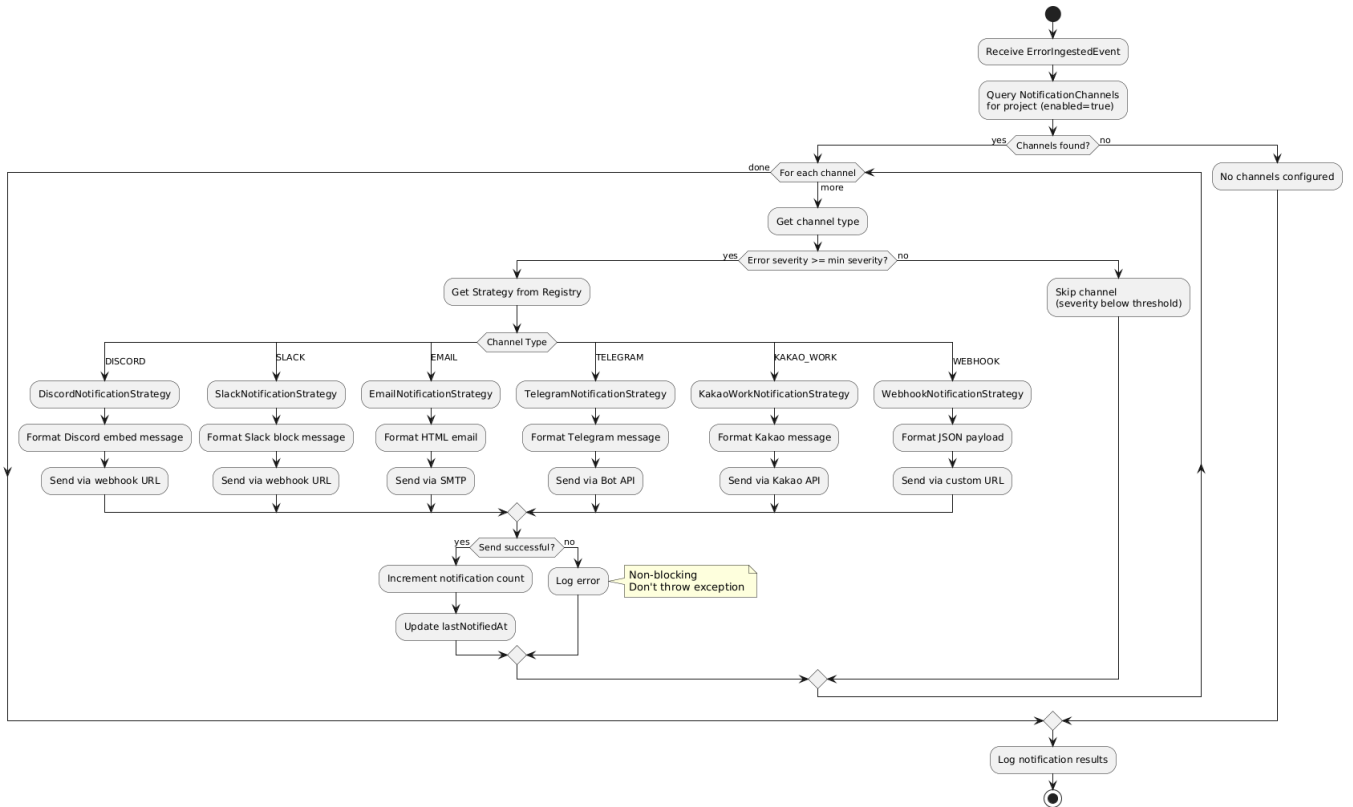 Receive ErrorIngestedEvent
Query NotificationChannels
for project (enabled=true)
yes
Channels found?
no
done
For each channel
No channels configured
more
Get channel type
yes
Error severity >= min severity?
no
Get Strategy from Registry
Skip channel
(severity below threshold)
Channel Type
DISCORD
SLACK
EMAIL
TELEGRAM
KAKAO_WORK
WEBHOOK
DiscordNotificationStrategy
SlackNotificationStrategy
EmailNotificationStrategy
TelegramNotificationStrategy
KakaoWorkNotificationStrategy
WebhookNotificationStrategy
Format Discord embed message
Format Slack block message
Format HTML email
Format Telegram message
Format Kakao message
Format JSON payload
Send via webhook URL
Send via webhook URL
Send via SMTP
Send via Bot API
Send via Kakao API
Send via custom URL
yes
Send successful?
no
Increment notification count
Log error
Non-blocking
Don't throw exception
Update lastNotifiedAt
Log notification results